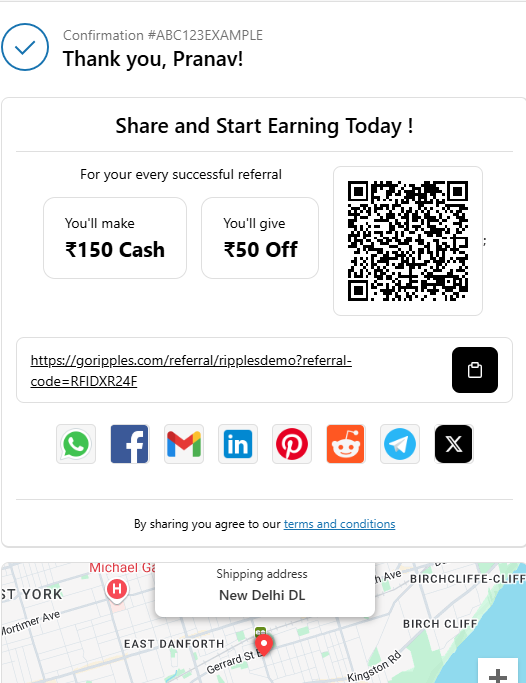 Confirmation #ABC123EXAMPLE
Thank you, Pranav!
Share and Start Earning Today !
For your every successful referral
You'll make
₹150 Cash
You'll give
₹50 Off
;
https://goripples.com/referral/ripplesdemo?referral-
code=RFIDXR24F
By sharing you agree to our terms and conditions
Michael Ga
Shipping address
New Delhi DL
nth Ave
BIRCHCLIFFE-CLIFF
ST YORK
H
Mortimer Ave
BIRCH CLIFF
EAST DANFORTH
Gerrard St E
Kingston Rd